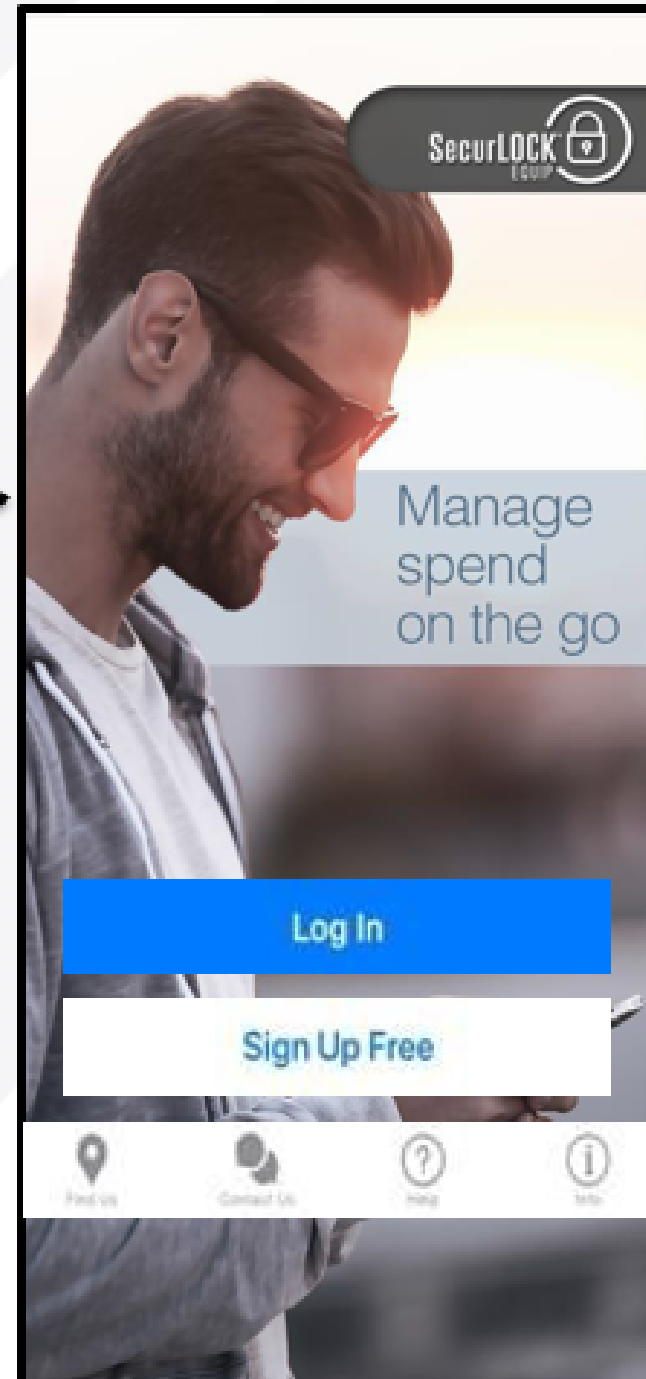 SecurLOCK
EQUIP
Manage
spend
on the go
Log In
Sign Up Free
Find Us
Contact Us
Help
Info